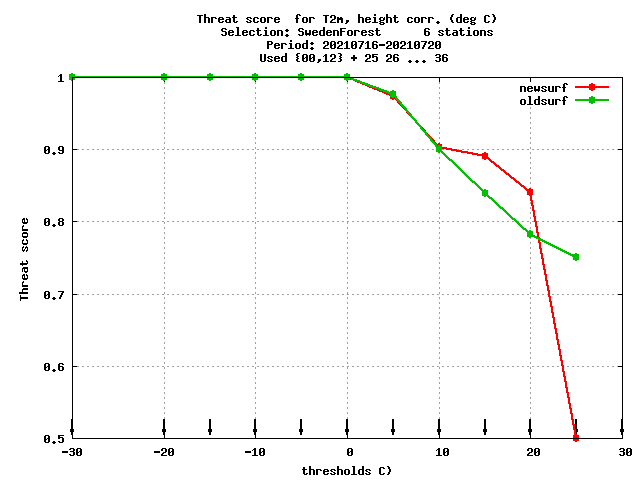 Threat score  for T2m, height corr. (deg C)
Selection: SwedenForest      6 stations
Period: 20210716-20210720
Used {00,12} + 25 26 ... 36
newsurf
oldsurf
1
0.9
0.8
0.7
0.6
0.5
Threat score
-30 -20 -10 0 10 20 30
thresholds C)